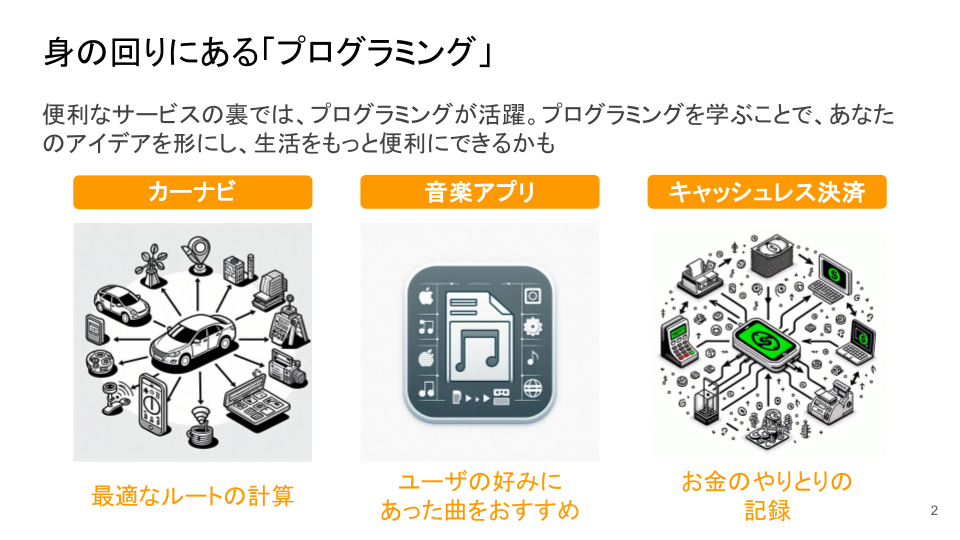 身の回りにある「プログラミング」
便利なサービスの裏では、プログラミングが活躍。プログラミングを学ぶことで、あなた
のアイデアを形にし、生活をもっと便利にできるかも
カーナビ
音楽アプリ
キャッシュレス決済
最適なルートの計算
ユーザの好みに
あった曲をおすすめ
お金のやりとりの
記録
2